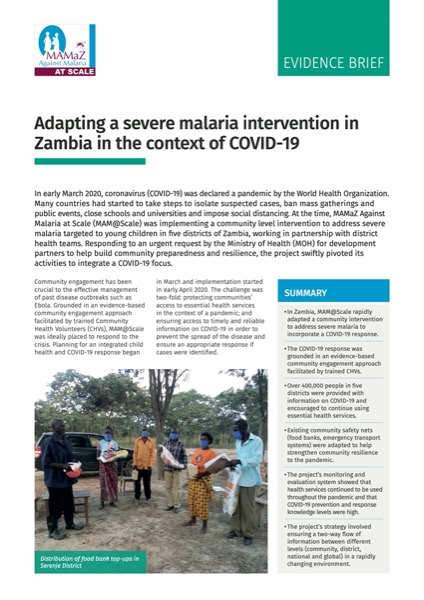 MAMaZ
Against Malaria
AT SCALE
EVIDENCE BRIEF
Adapting a severe malaria intervention in
Zambia in the context of COVID-19
In early March 2020, coronavirus (COVID-19) was declared a pandemic by the World Health Organization.
Many countries had started to take steps to isolate suspected cases, ban mass gatherings and
public events, close schools and universities and impose social distancing. At the time, MAMaZ Against
Malaria at Scale (MAM@Scale) was implementing a community level intervention to address severe
malaria targeted to young children in five districts of Zambia, working in partnership with district
health teams. Responding to an urgent request by the Ministry of Health (MOH) for development
partners to help build community preparedness and resilience, the project swiftly pivoted its
activities to integrate a COVID-19 focus.
Community engagement has been
crucial to the effective management
of past disease outbreaks such as
Ebola. Grounded in an evidence-based
community engagement approach
facilitated by trained Community
Health Volunteers (CHVs), MAM@Scale
was ideally placed to respond to the
crisis. Planning for an integrated child
health and COVID-19 response began
in March and implementation started
in early April 2020. The challenge was
two-fold: protecting communities'
access to essential health services
in the context of a pandemic; and
ensuring access to timely and reliable
information on COVID-19 in order to
prevent the spread of the disease and
ensure an appropriate response if
cases were identified.
Distribution of food bank top-ups in
Serenje District
SUMMARY
• In Zambia, MAM@Scale rapidly
adapted a community intervention
to address severe malaria to
incorporate a COVID-19 response.
• The COVID-19 response was
grounded in an evidence-based
community engagement approach
facilitated by trained CHVs.
• Over 400,000 people in five
districts were provided with
information on COVID-19 and
encouraged to continue using
essential health services.
• Existing community safety nets
(food banks, emergency transport
systems) were adapted to help
strengthen community resilience
to the pandemic.
• The project's monitoring and
evaluation system showed that
health services continued to be used
throughout the pandemic and that
COVID-19 prevention and response
knowledge levels were high.
• The project's strategy involved
ensuring a two-way flow of
information between different
levels (community, district,
national and global) in a rapidly
changing environment.